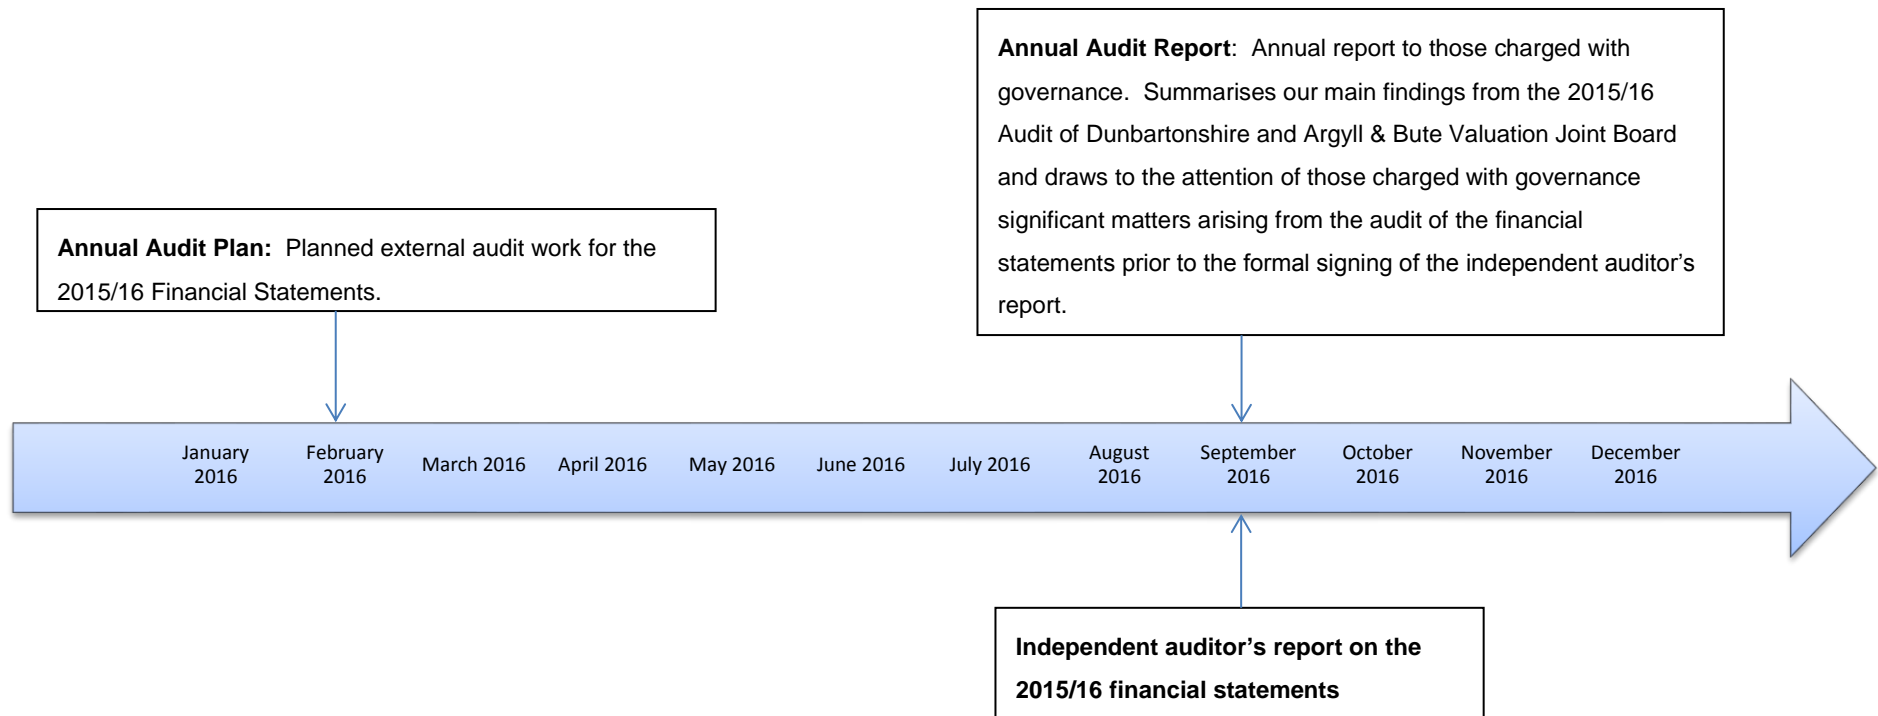 Annual Audit Report:  Annual report to those charged with
governance.  Summarises our main findings from the 2015/16
Audit of Dunbartonshire and Argyll & Bute Valuation Joint Board
and draws to the attention of those charged with governance
significant matters arising from the audit of the financial
statements prior to the formal signing of the independent auditor’s
report.
Annual Audit Plan:  Planned external audit work for the
2015/16 Financial Statements.
January
2016
February
2016
March 2016
April 2016
May 2016
June 2016
July 2016
August
2016
September
2016
October
2016
November
2016
December
2016
Independent auditor’s report on the
2015/16 financial statements